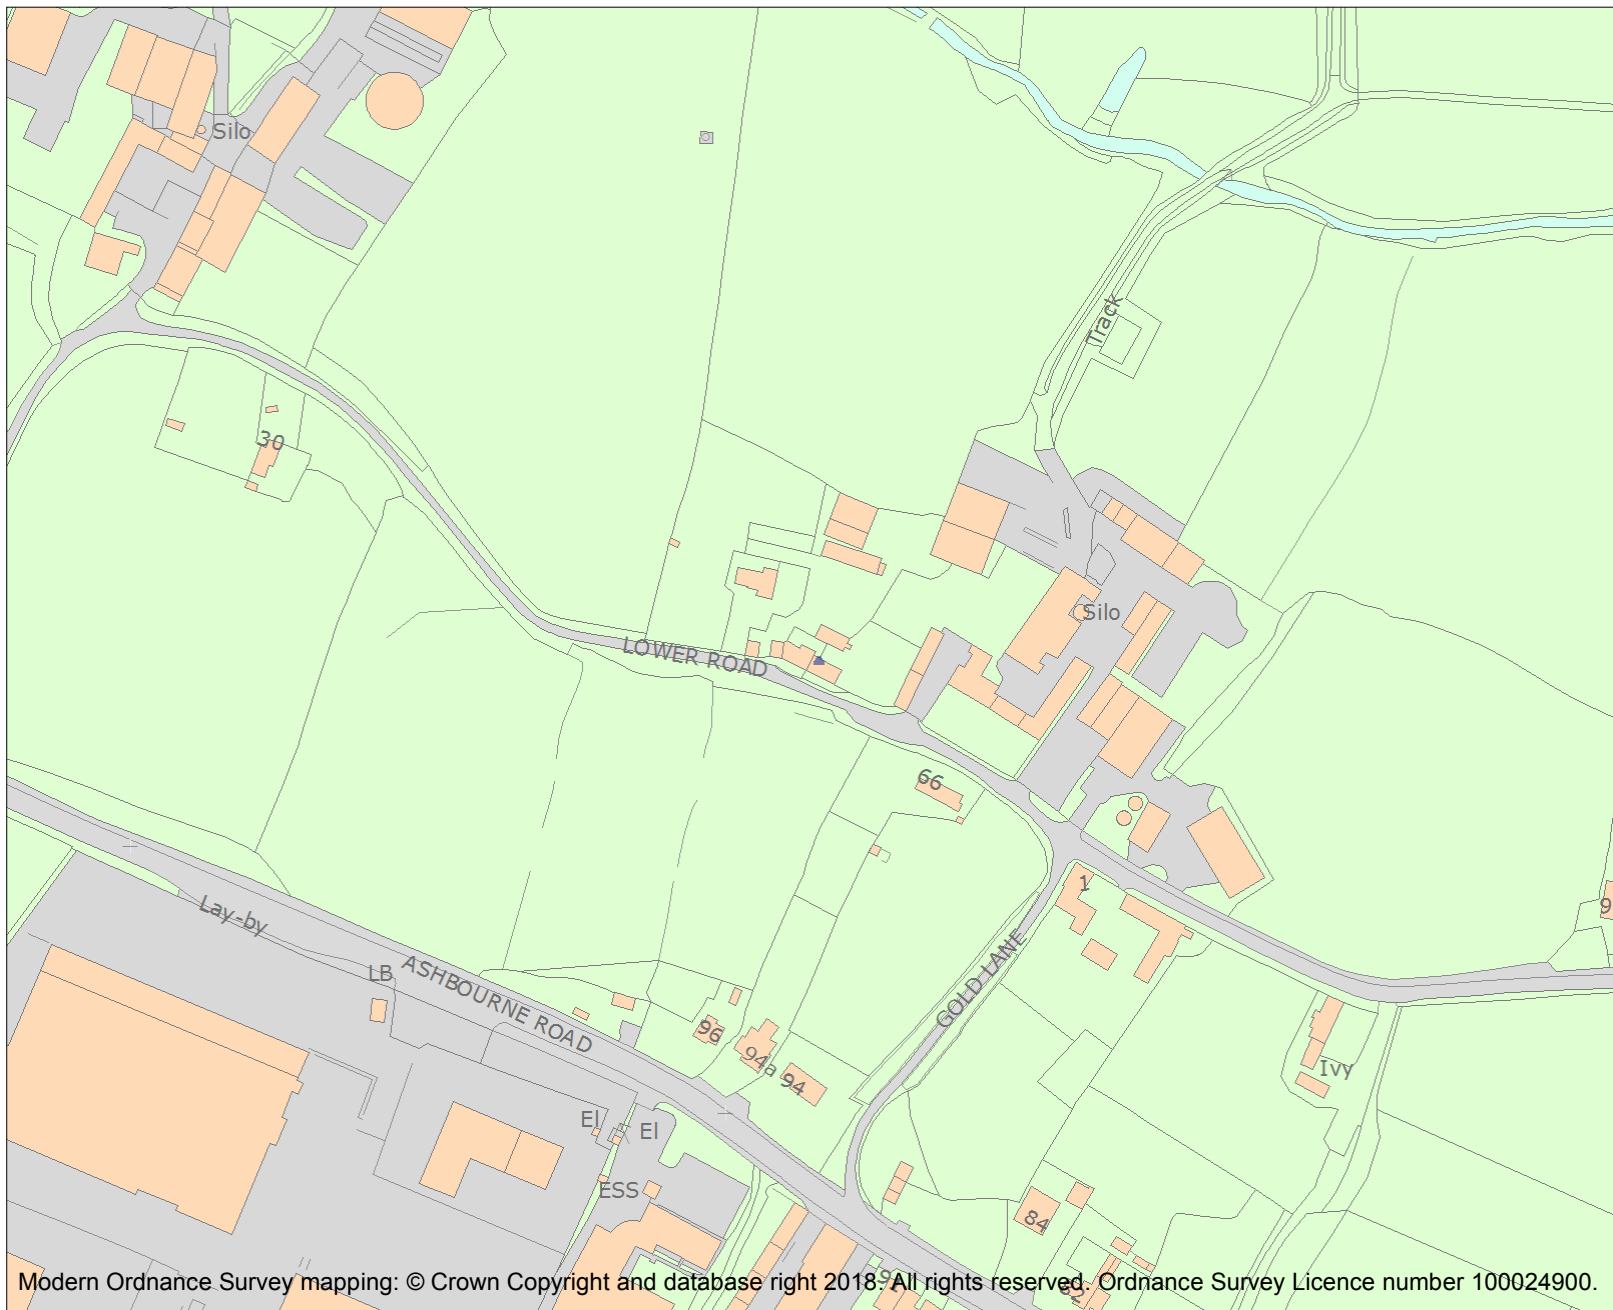 Silo
Track
30
Silo
LOWER ROAD
66
1
Lay-by
LB
ASHBOURNE ROAD
GOLD LANE
96
94a
94
Ivy
El
El
ESS
84
Modern Ordnance Survey mapping: © Crown Copyright and database right 2018. All rights reserved. Ordnance Survey Licence number 100024900.